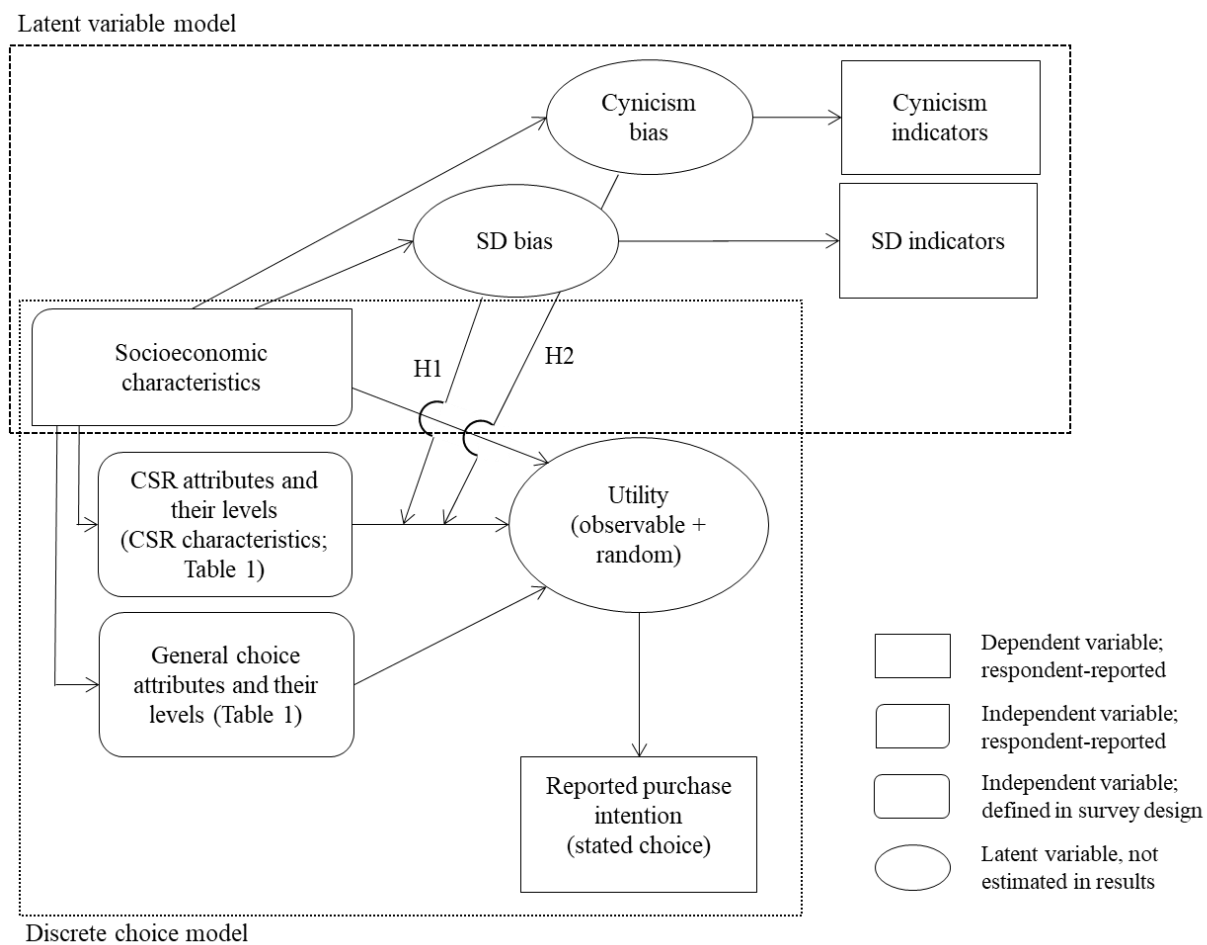 Latent variable model
Cynicism
bias
Cynicism
indicators
SD bias
SD indicators
Socioeconomic
characteristics
H1
H2
CSR attributes and
their levels
(CSR characteristics;
Table 1)
Utility
(observable +
random)
General choice
attributes and their
levels (Table 1)
Reported purchase
intention
(stated choice)
Dependent variable;
respondent-reported
Independent variable;
respondent-reported
Independent variable;
defined in survey design
Latent variable, not
estimated in results
Discrete choice model